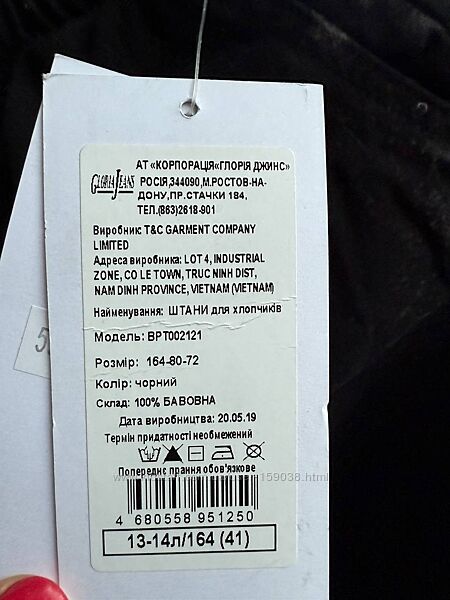 АТ «КОРПОРАЦІЯ«ГЛОРІЯ ДЖИНС»
GLORIA JEANS
РОСІЯ,344090,М.РОСТОВ-НА-
ДОНУ,ПР.СТАЧКИ 184,
ТЕЛ.(863)2618-901
Виробник: T&C GARMENT COMPANY
LIMITED
Адреса виробника: LOT 4, INDUSTRIAL
ZONE, CO LE TOWN, TRUC NINH DIST,
NAM DINH PROVINCE, VIETNAM (VIETNAM)
Найменування: ШТАНИ для хлопчиків
Модель: BPT002121
Розмір: 164-80-72
Колір: чорний
Склад: 100% БАВОВНА
Дата виробництва: 20.05.19
Термін придатності необмежений
Попереднє прання обов'язкове
4 680558 951250
13-14л/164 (41)